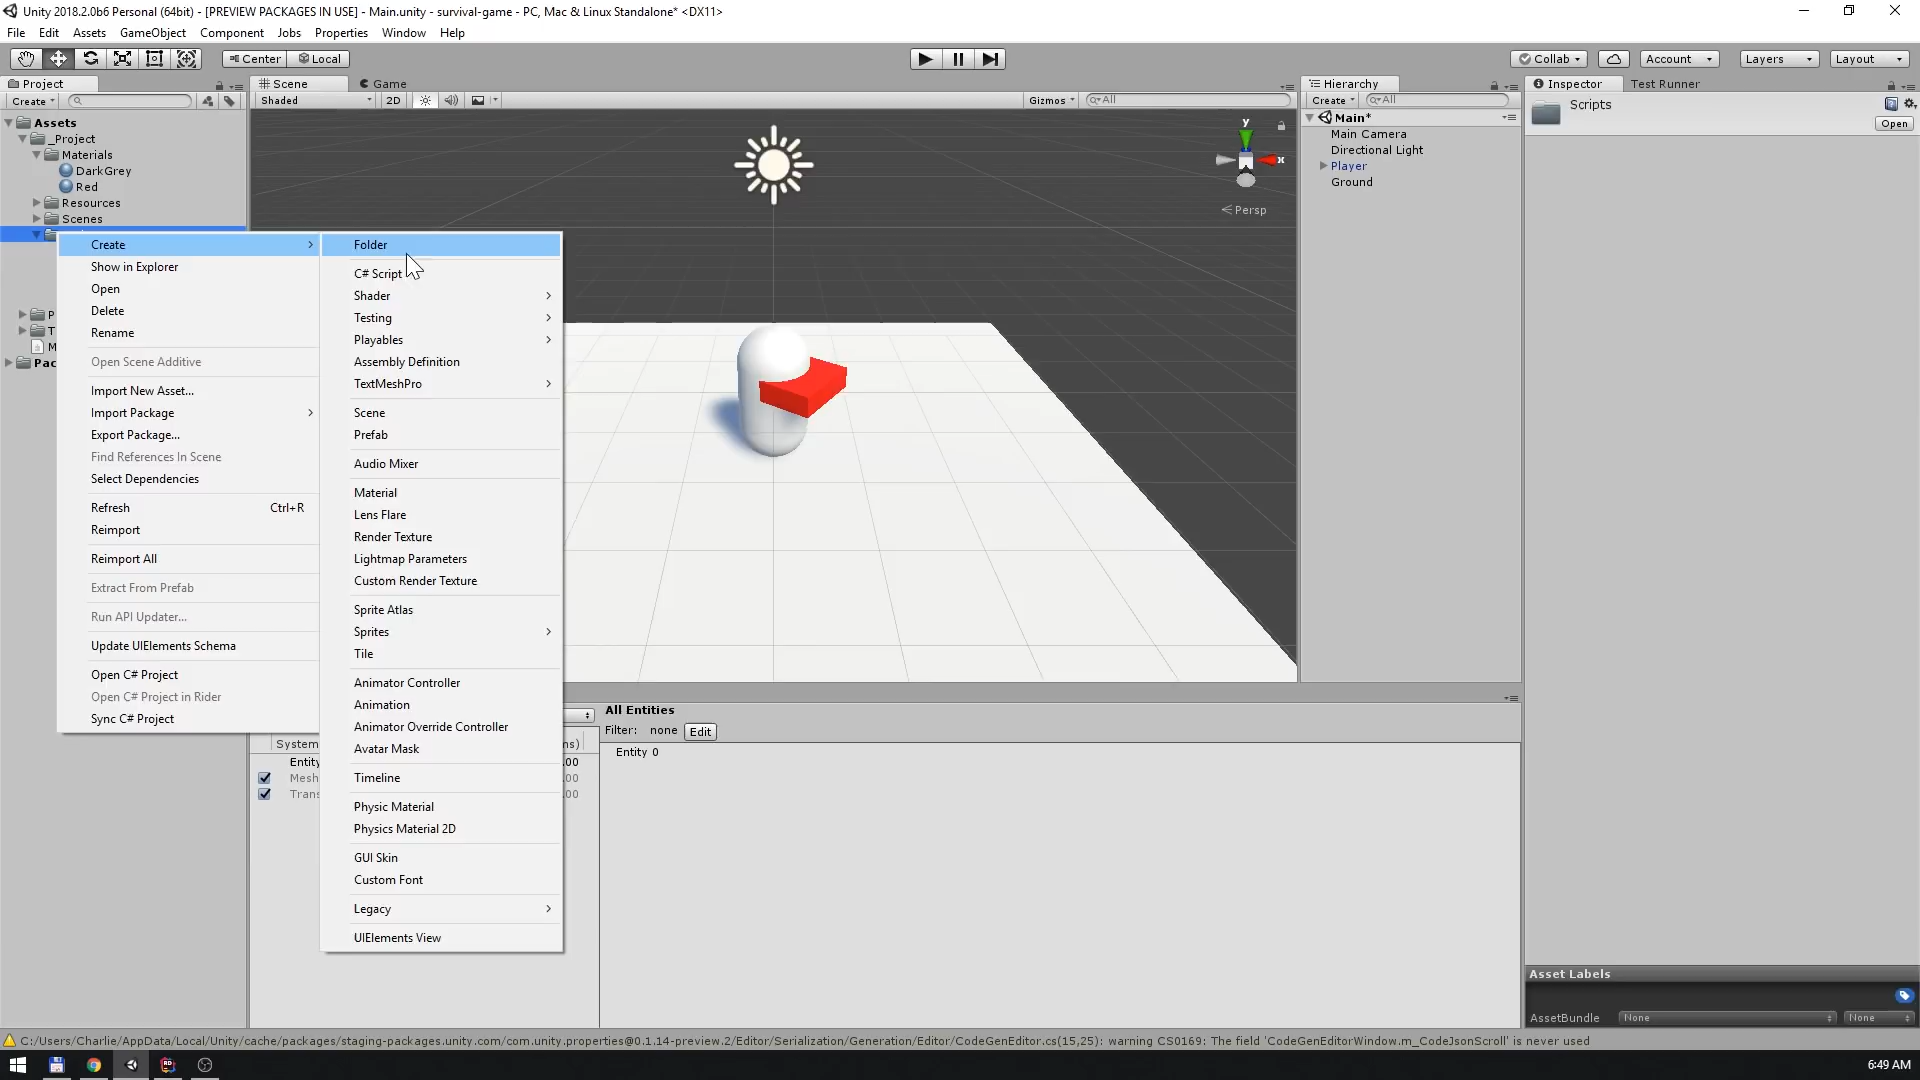 Unity 2018.2.0b6 Personal (64bit) - [PREVIEW PACKAGES IN USE] - Main.unity - survival-game - PC, Mac & Linux Standalone* <DX11>
File Edit Assets GameObject Component Jobs Properties Window Help
Center Local Collab Account Layers Layout
Project Scene Game Hierarchy Inspector Test Runner
Create Shaded 2D Gizmos All Create All
Scripts
Open
Assets
_Project
Materials
DarkGrey
Red
Resources
Scenes
P
T
M
Pac
Create
Show in Explorer
Open
Delete
Rename
Open Scene Additive
Import New Asset...
Import Package
Export Package...
Find References In Scene
Select Dependencies
Refresh Ctrl+R
Reimport
Reimport All
Extract From Prefab
Run API Updater...
Update UIElements Schema
Open C# Project
Open C# Project in Rider
Sync C# Project
Folder
C# Script
Shader
Testing
Playables
Assembly Definition
TextMeshPro
Scene
Prefab
Audio Mixer
Material
Lens Flare
Render Texture
Lightmap Parameters
Custom Render Texture
Sprite Atlas
Sprites
Tile
Animator Controller
Animation
Animator Override Controller
Avatar Mask
Timeline
Physic Material
Physics Material 2D
GUI Skin
Custom Font
Legacy
UIElements View
y
x
Persp
Main*
Main Camera
Directional Light
Player
Ground
System ms)
Entity .00
Mesh .00
Trans .00
All Entities
Filter: none Edit
Entity 0
Asset Labels
AssetBundle None None
C:/Users/Charlie/AppData/Local/Unity/cache/packages/staging-packages.unity.com/com.unity.properties@0.1.14-preview.2/Editor/Serialization/Generation/Editor/CodeGenEditor.cs(15,25): warning CS0169: The field 'CodeGenEditorWindow.m_CodeJsonScroll' is never used
6:49 AM